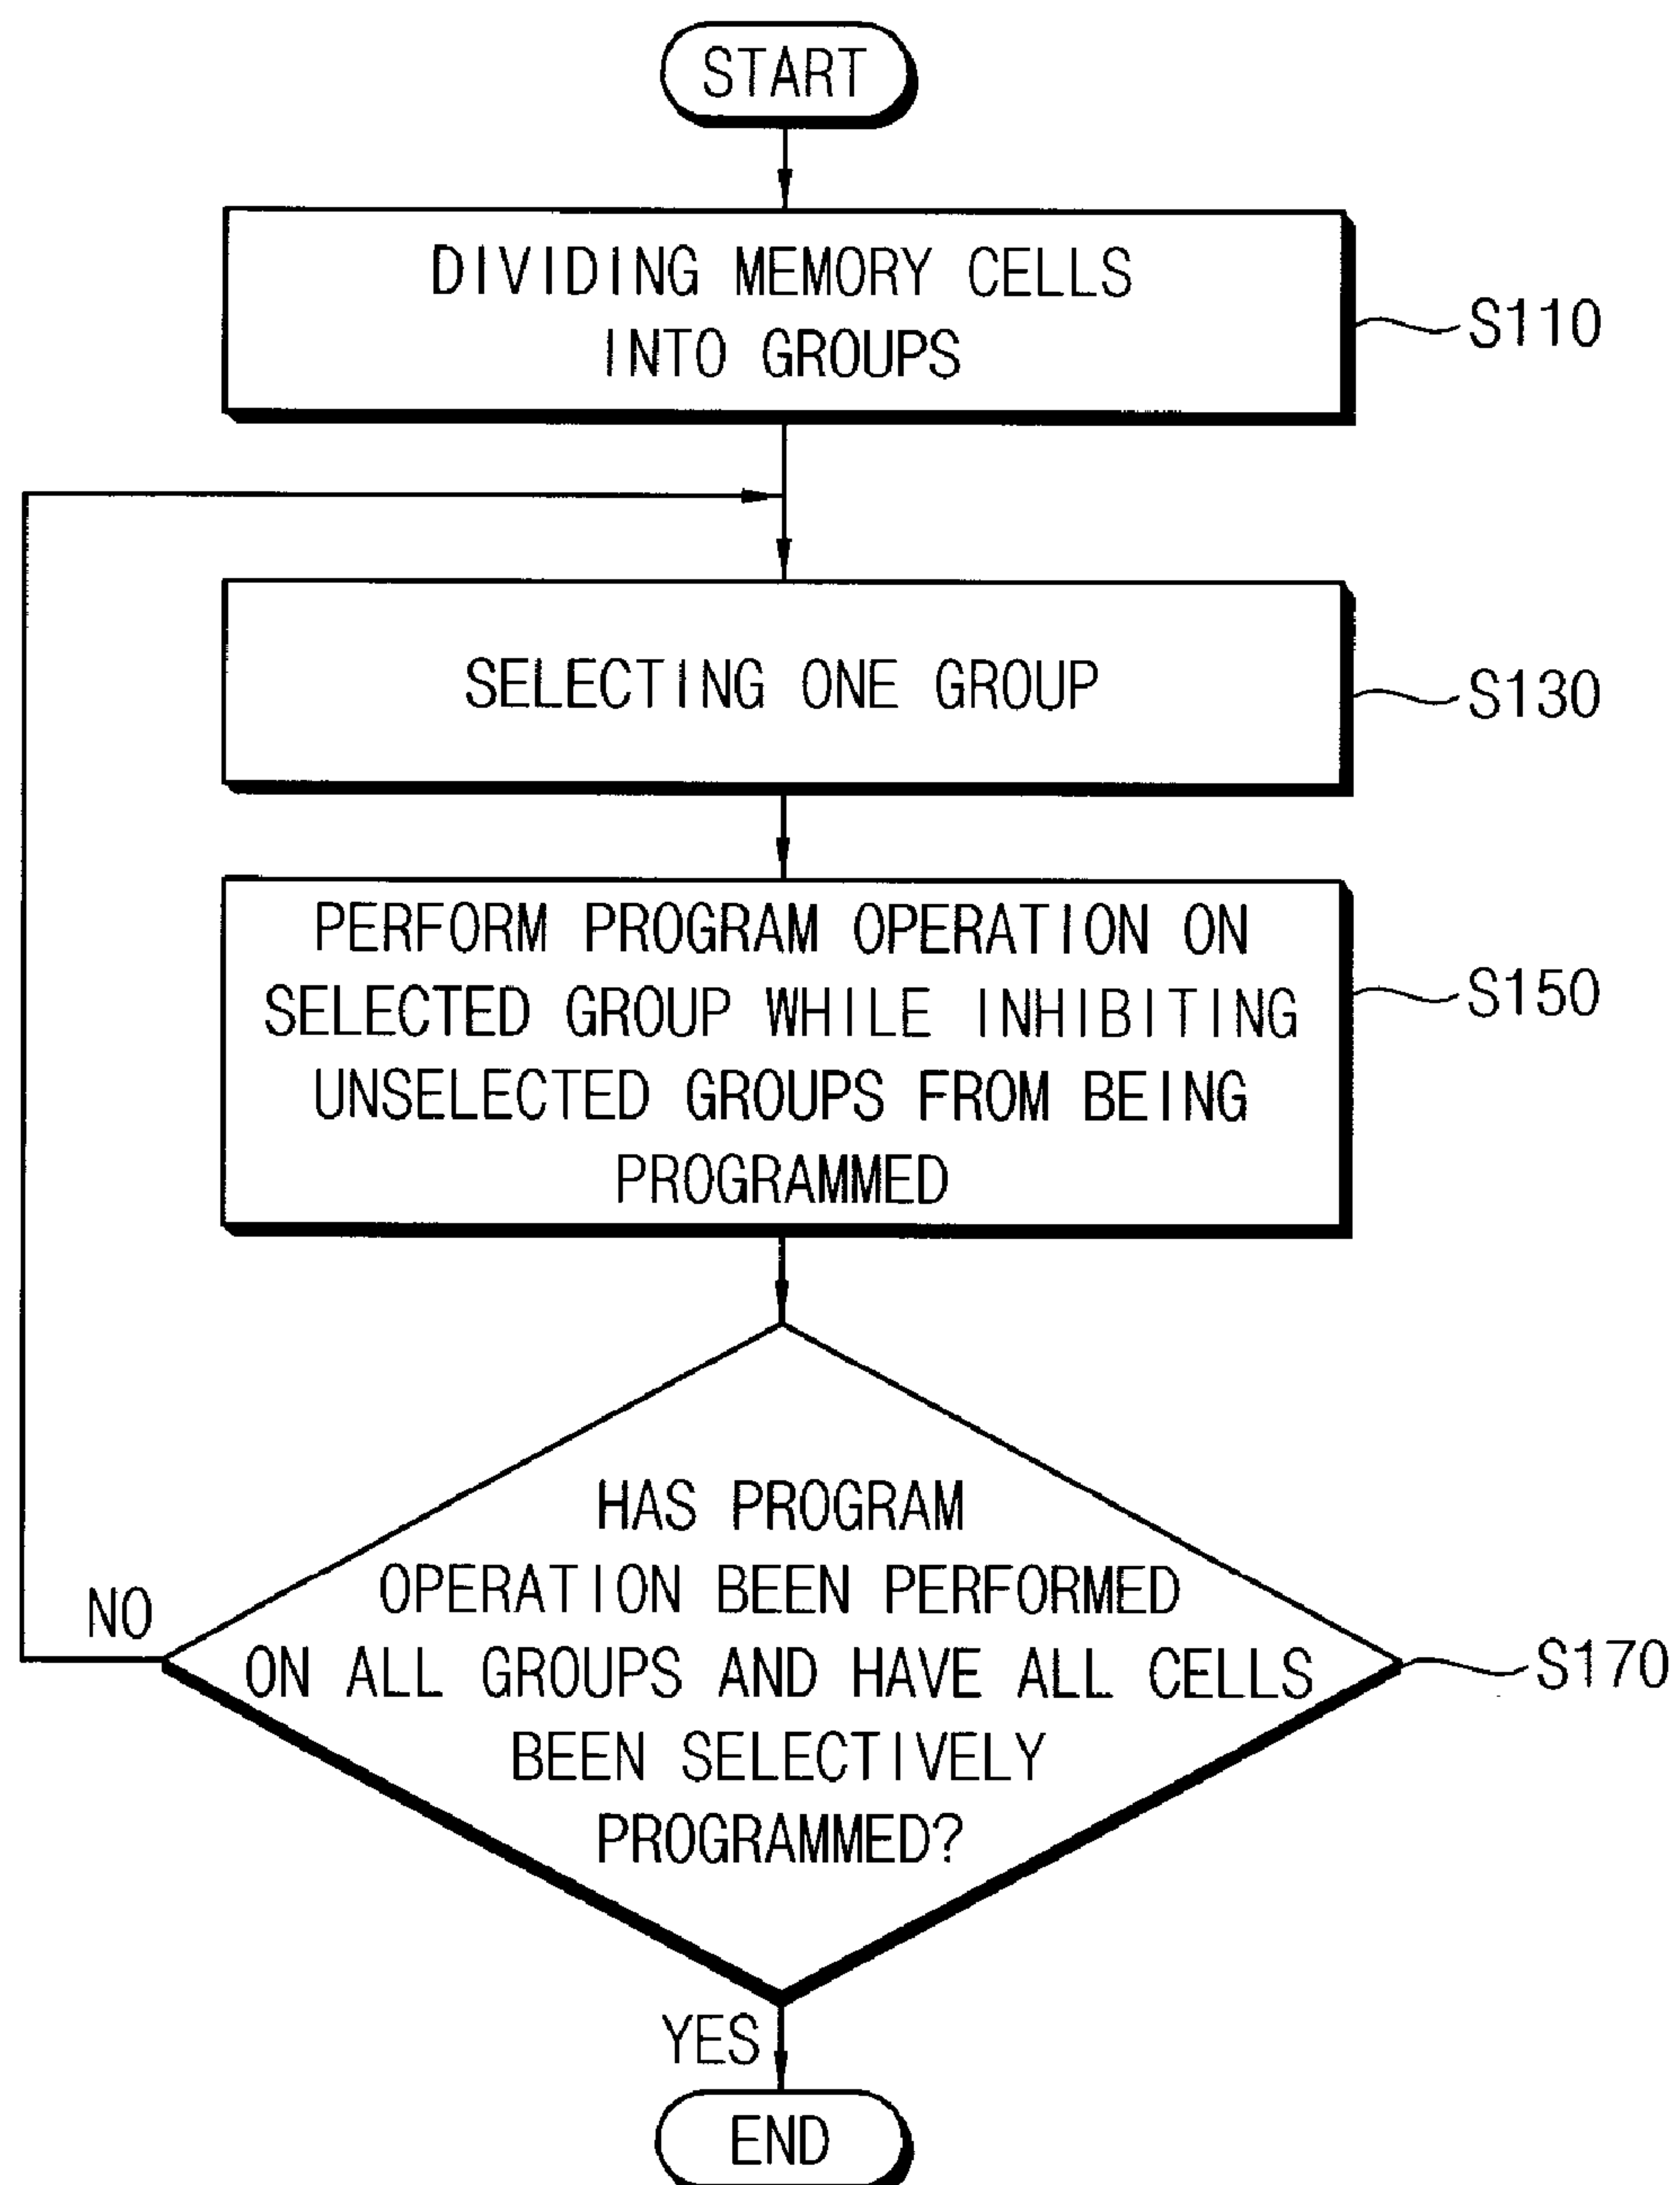 START
DIVIDING MEMORY CELLS
INTO GROUPS
S110
SELECTING ONE GROUP
S130
PERFORM PROGRAM OPERATION ON
SELECTED GROUP WHILE INHIBITING
UNSELECTED GROUPS FROM BEING
PROGRAMMED
S150
HAS PROGRAM
OPERATION BEEN PERFORMED
ON ALL GROUPS AND HAVE ALL CELLS
BEEN SELECTIVELY
PROGRAMMED?
NO
S170
YES
END